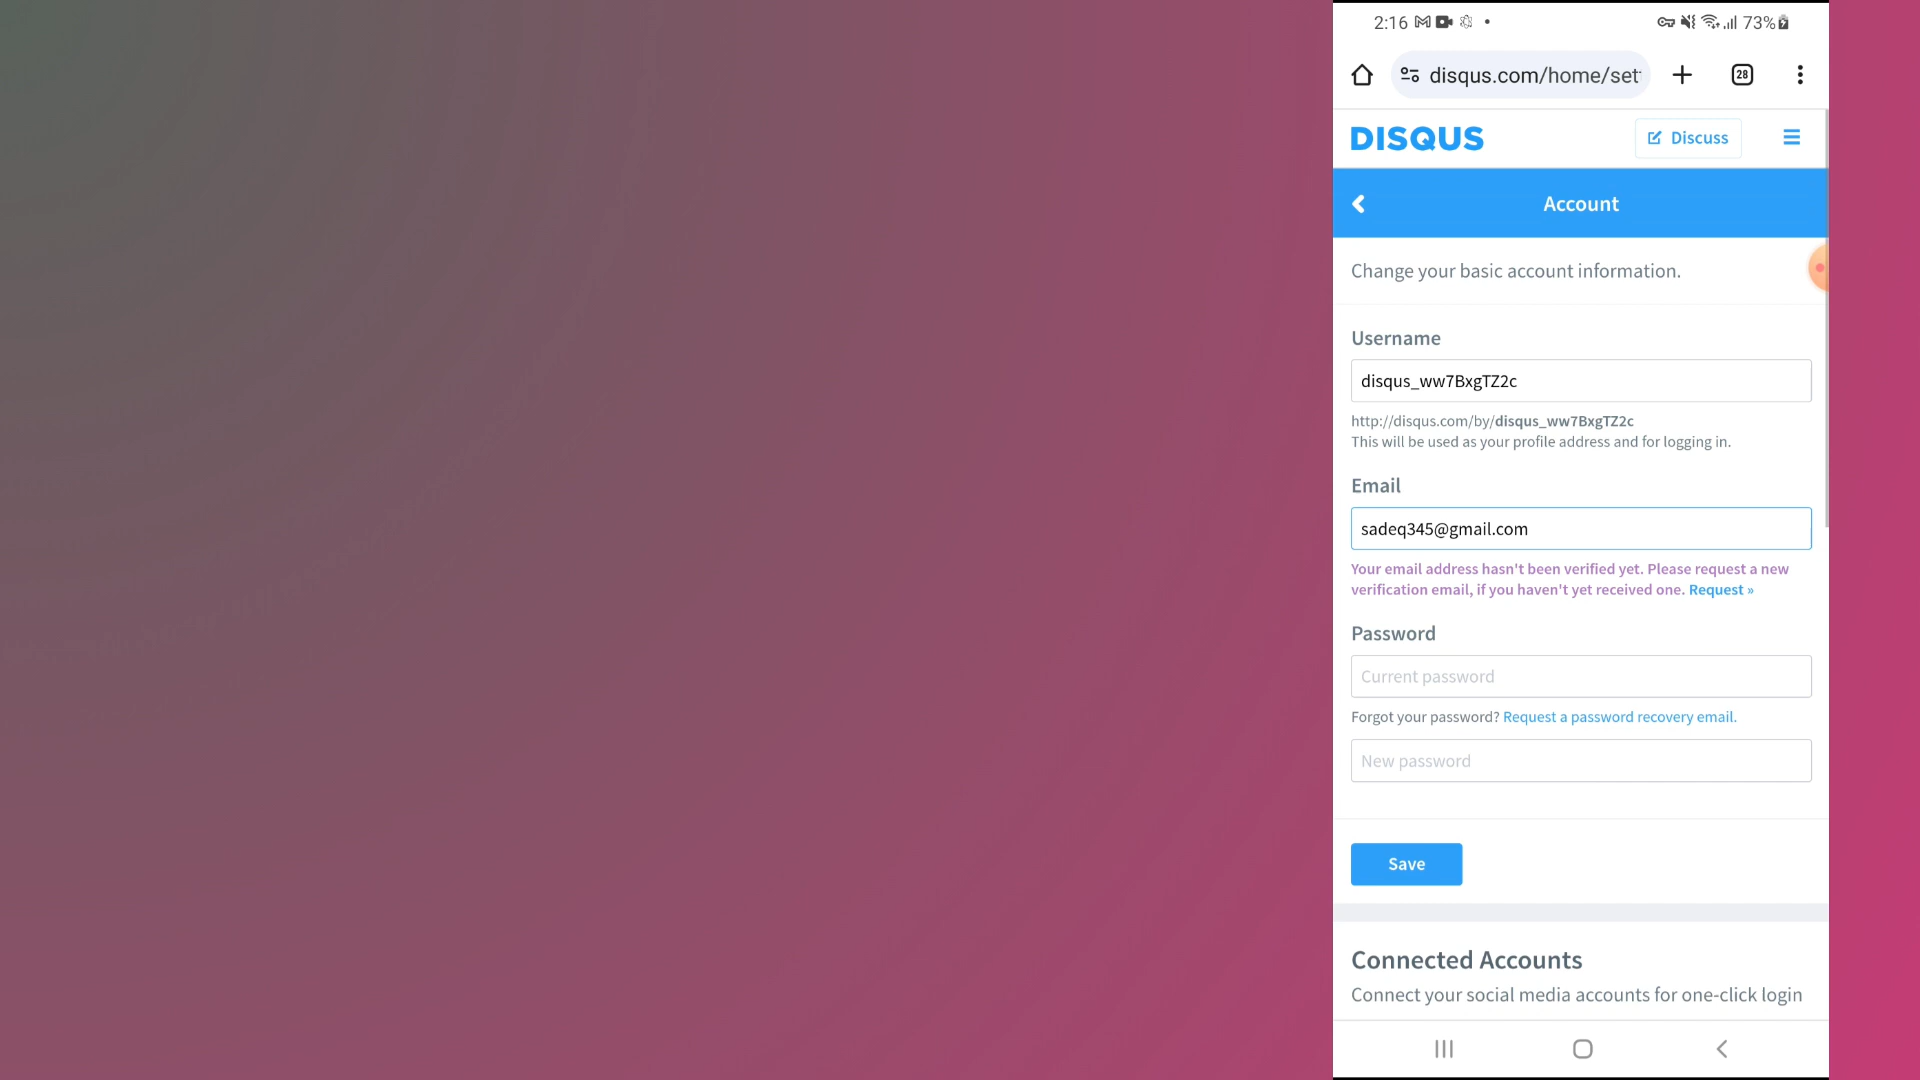 2:16
73%
disqus.com/home/set
28
DISQUS
Discuss
Account
Change your basic account information.
Username
disqus_ww7BxgTZ2c
http://disqus.com/by/disqus_ww7BxgTZ2c
This will be used as your profile address and for logging in.
Email
sadeq345@gmail.com
Your email address hasn't been verified yet. Please request a new
verification email, if you haven't yet received one. Request »
Password
Current password
Forgot your password? Request a password recovery email.
New password
Save
Connected Accounts
Connect your social media accounts for one-click login